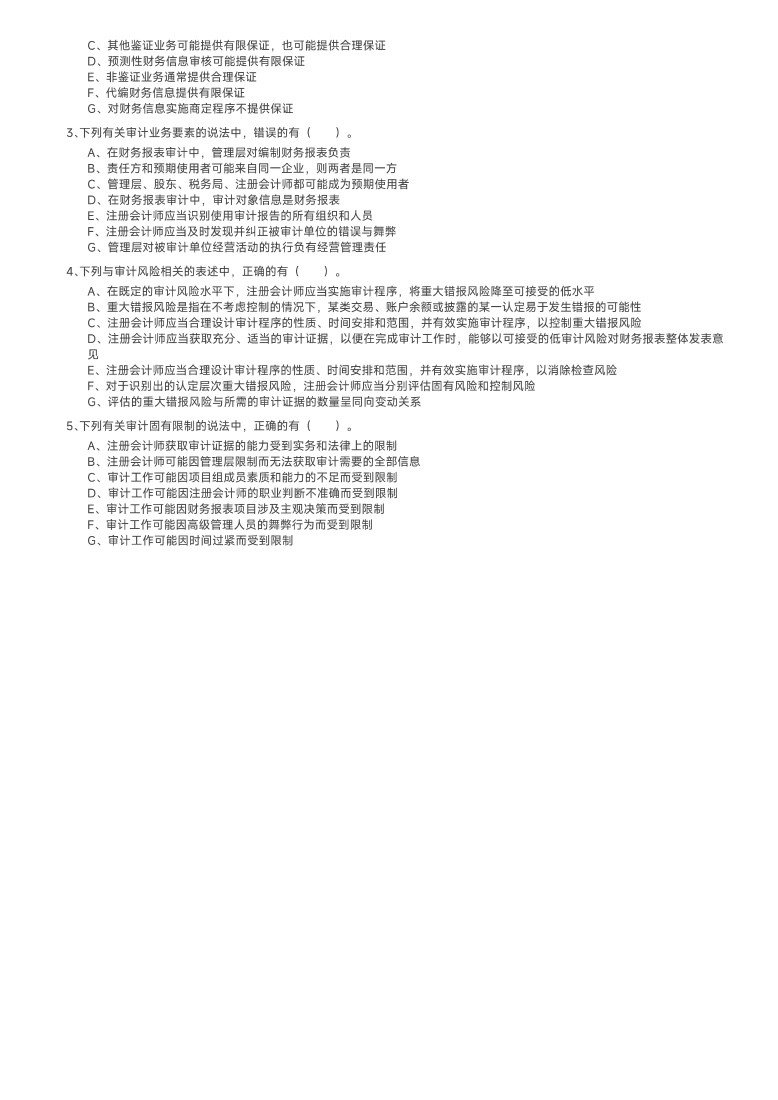 C、其他鉴证业务可能提供有限保证，也可能提供合理保证
D、预测性财务信息审核可能提供有限保证
E、非鉴证业务通常提供合理保证
F、代编财务信息提供有限保证
G、对财务信息实施商定程序不提供保证
3、下列有关审计业务要素的说法中，错误的有（　　）。
A、在财务报表审计中，管理层对编制财务报表负责
B、责任方和预期使用者可能来自同一企业，则两者是同一方
C、管理层、股东、税务局、注册会计师都可能成为预期使用者
D、在财务报表审计中，审计对象信息是财务报表
E、注册会计师应当识别使用审计报告的所有组织和人员
F、注册会计师应当及时发现并纠正被审计单位的错误与舞弊
G、管理层对被审计单位经营活动的执行负有经营管理责任
4、下列与审计风险相关的表述中，正确的有（　　）。
A、在既定的审计风险水平下，注册会计师应当实施审计程序，将重大错报风险降至可接受的低水平
B、重大错报风险是指在不考虑控制的情况下，某类交易、账户余额或披露的某一认定易于发生错报的可能性
C、注册会计师应当合理设计审计程序的性质、时间安排和范围，并有效实施审计程序，以控制重大错报风险
D、注册会计师应当获取充分、适当的审计证据，以便在完成审计工作时，能够以可接受的低审计风险对财务报表整体发表意
见
E、注册会计师应当合理设计审计程序的性质、时间安排和范围，并有效实施审计程序，以消除检查风险
F、对于识别出的认定层次重大错报风险，注册会计师应当分别评估固有风险和控制风险
G、评估的重大错报风险与所需的审计证据的数量呈同向变动关系
5、下列有关审计固有限制的说法中，正确的有（　　）。
A、注册会计师获取审计证据的能力受到实务和法律上的限制
B、注册会计师可能因管理层限制而无法获取审计需要的全部信息
C、审计工作可能因项目组成员素质和能力的不足而受到限制
D、审计工作可能因注册会计师的职业判断不准确而受到限制
E、审计工作可能因财务报表项目涉及主观决策而受到限制
F、审计工作可能因高级管理人员的舞弊行为而受到限制
G、审计工作可能因时间过紧而受到限制